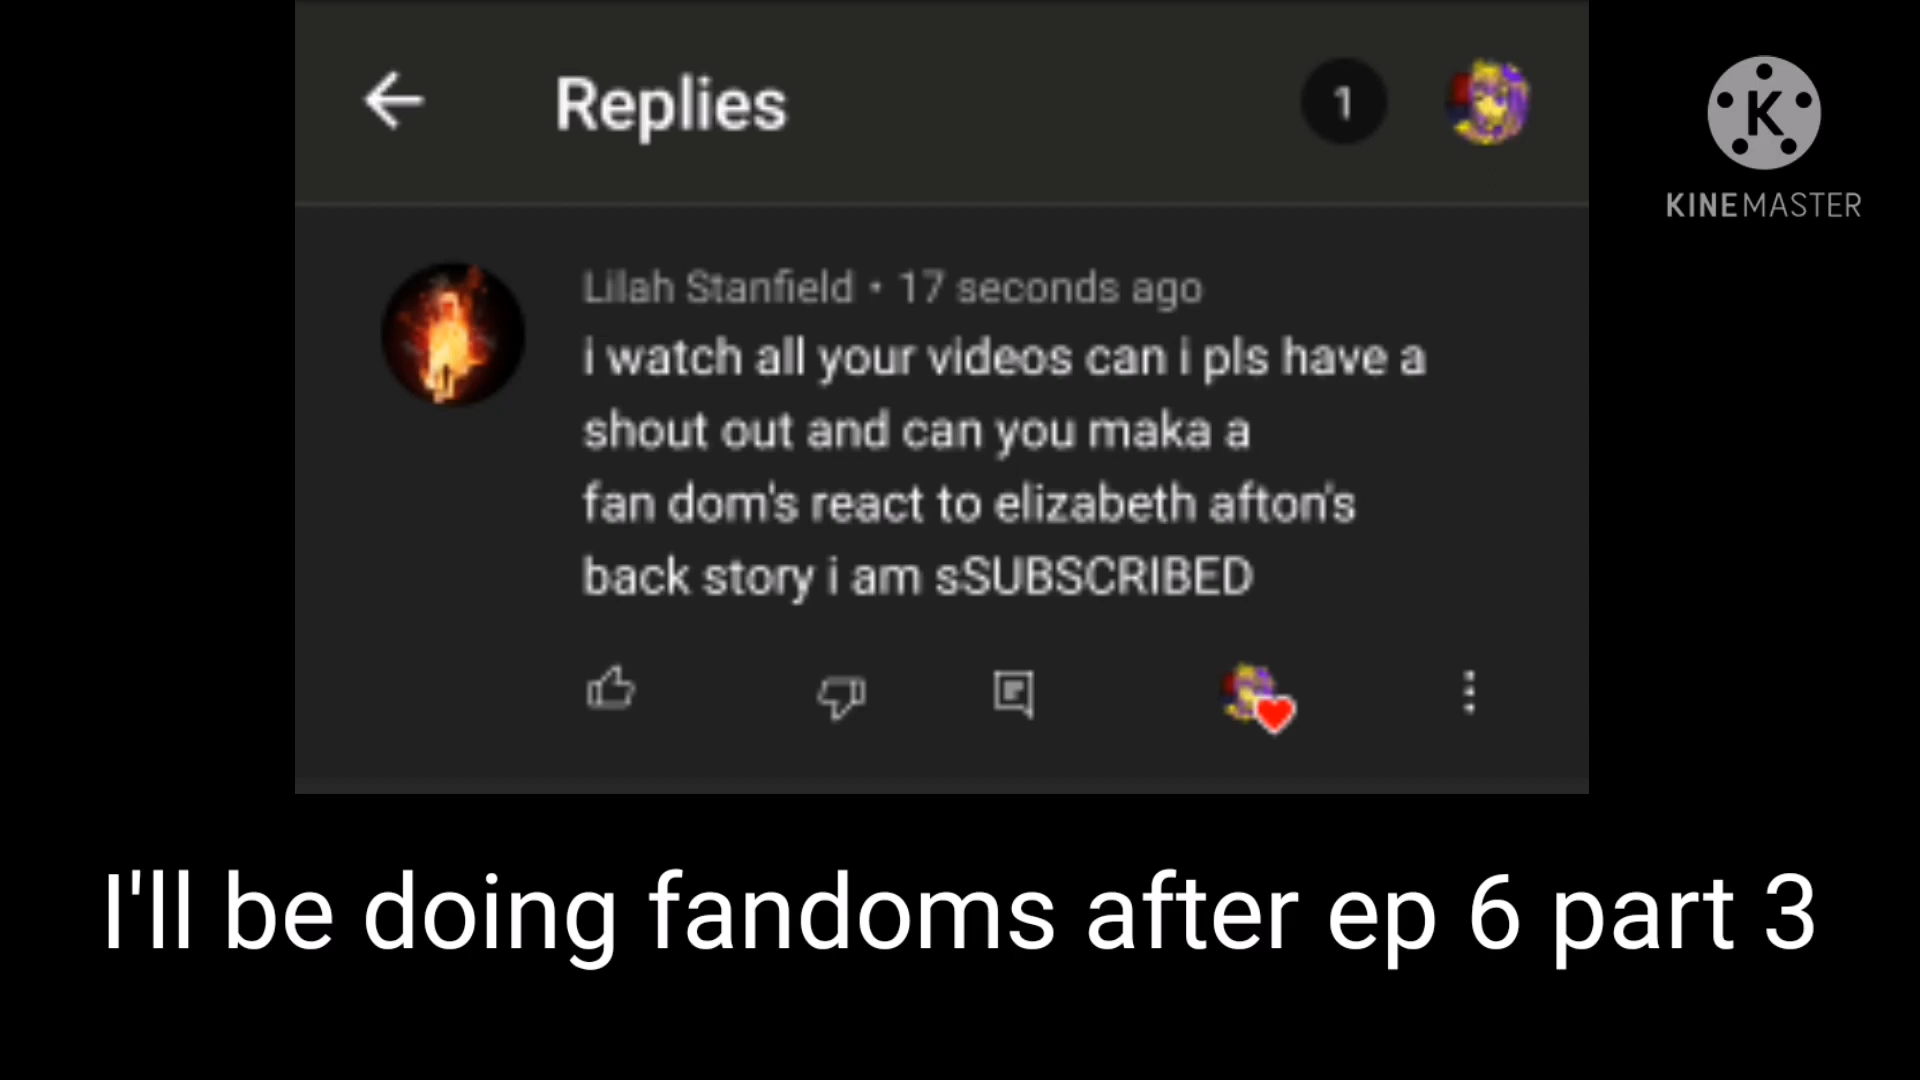 Replies
1
K
KINEMASTER
Lilah Stanfield • 17 seconds ago
i watch all your videos can i pls have a
shout out and can you maka a
fan dom's react to elizabeth afton's
back story i am sSUBSCRIBED
I'll be doing fandoms after ep 6 part 3